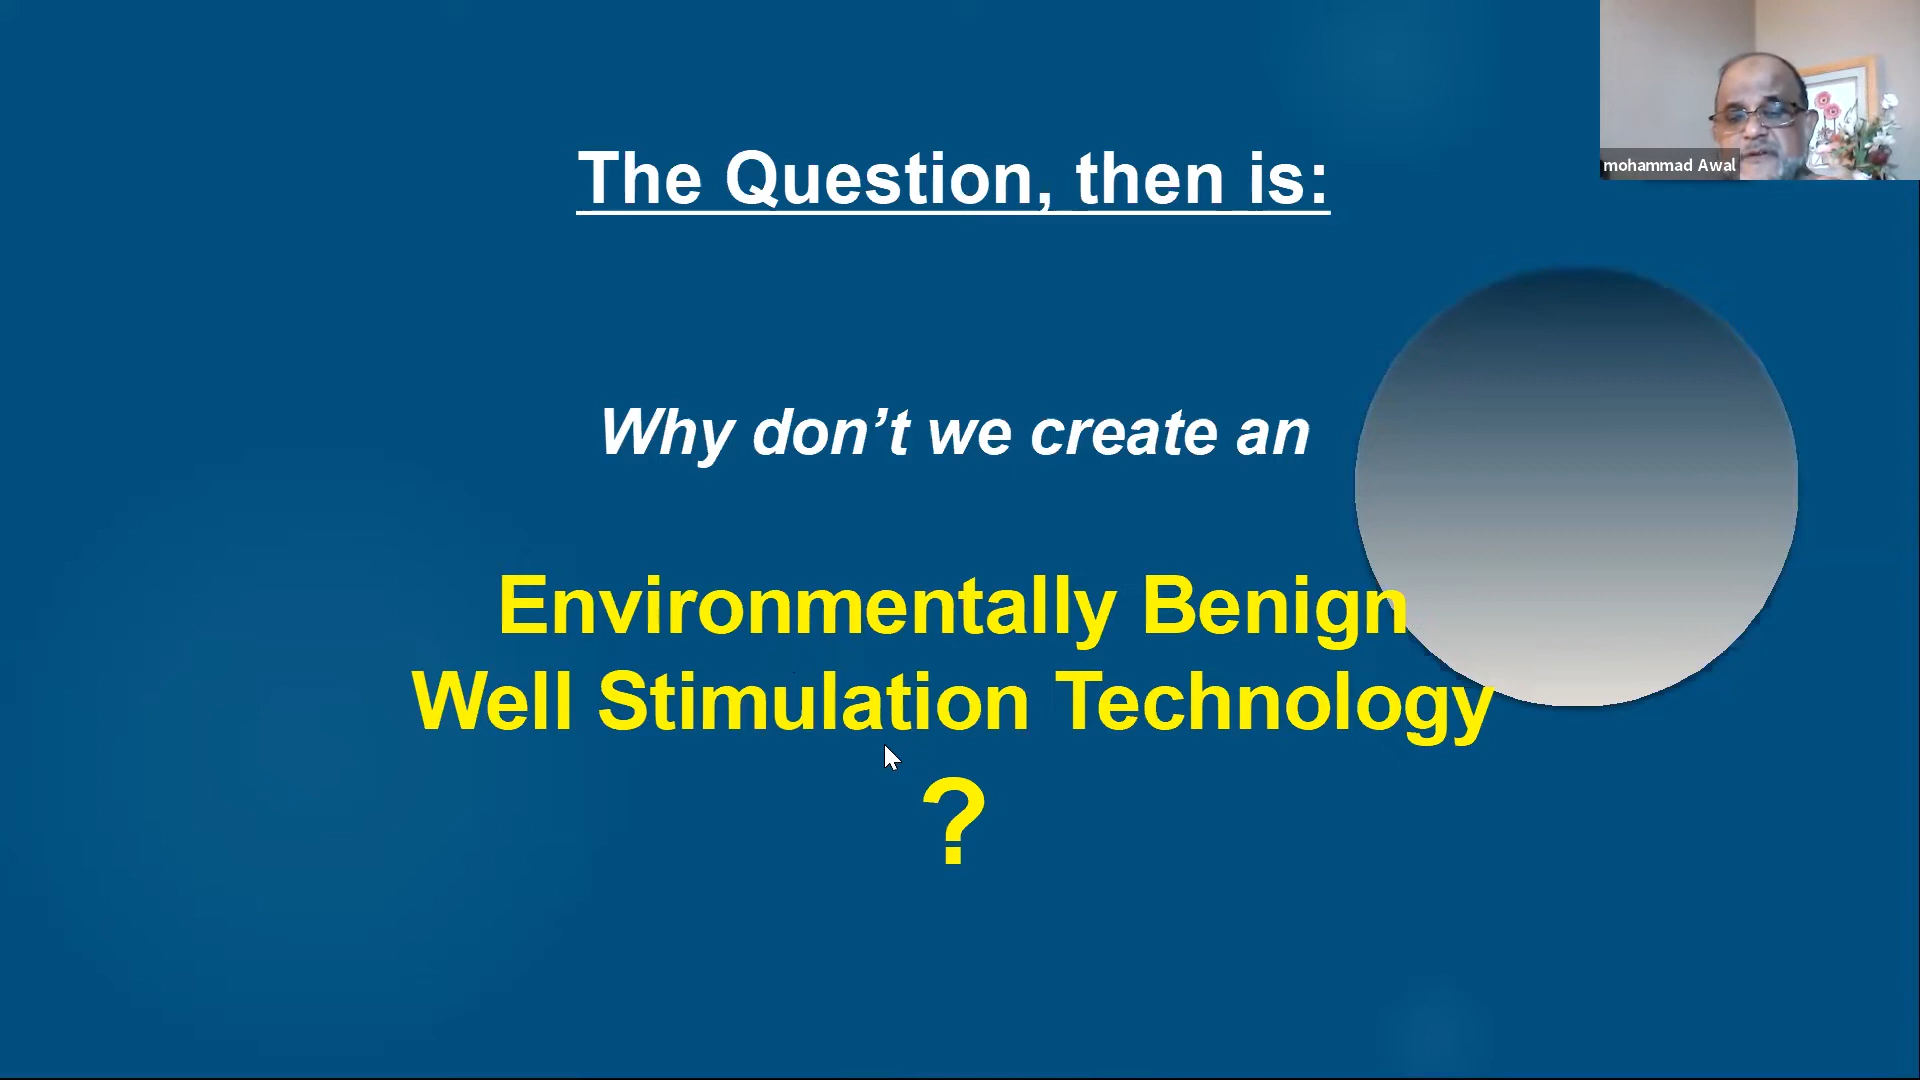 The Question, then is:
Why don’t we create an
Environmentally Benign
Well Stimulation Technology
?
mohammad Awal